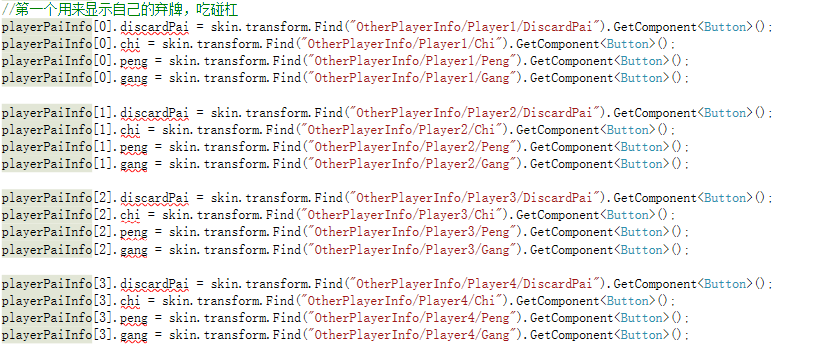 //第一个用来显示自己的弃牌，吃碰杠
playerPaiInfo[0].discardPai = skin.transform.Find("OtherPlayerInfo/Player1/DiscardPai").GetComponent<Button>();
playerPaiInfo[0].chi = skin.transform.Find("OtherPlayerInfo/Player1/Chi").GetComponent<Button>();
playerPaiInfo[0].peng = skin.transform.Find("OtherPlayerInfo/Player1/Peng").GetComponent<Button>();
playerPaiInfo[0].gang = skin.transform.Find("OtherPlayerInfo/Player1/Gang").GetComponent<Button>();
playerPaiInfo[1].discardPai = skin.transform.Find("OtherPlayerInfo/Player2/DiscardPai").GetComponent<Button>();
playerPaiInfo[1].chi = skin.transform.Find("OtherPlayerInfo/Player2/Chi").GetComponent<Button>();
playerPaiInfo[1].peng = skin.transform.Find("OtherPlayerInfo/Player2/Peng").GetComponent<Button>();
playerPaiInfo[1].gang = skin.transform.Find("OtherPlayerInfo/Player2/Gang").GetComponent<Button>();
playerPaiInfo[2].discardPai = skin.transform.Find("OtherPlayerInfo/Player3/DiscardPai").GetComponent<Button>();
playerPaiInfo[2].chi = skin.transform.Find("OtherPlayerInfo/Player3/Chi").GetComponent<Button>();
playerPaiInfo[2].peng = skin.transform.Find("OtherPlayerInfo/Player3/Peng").GetComponent<Button>();
playerPaiInfo[2].gang = skin.transform.Find("OtherPlayerInfo/Player3/Gang").GetComponent<Button>();
playerPaiInfo[3].discardPai = skin.transform.Find("OtherPlayerInfo/Player4/DiscardPai").GetComponent<Button>();
playerPaiInfo[3].chi = skin.transform.Find("OtherPlayerInfo/Player4/Chi").GetComponent<Button>();
playerPaiInfo[3].peng = skin.transform.Find("OtherPlayerInfo/Player4/Peng").GetComponent<Button>();
playerPaiInfo[3].gang = skin.transform.Find("OtherPlayerInfo/Player4/Gang").GetComponent<Button>();